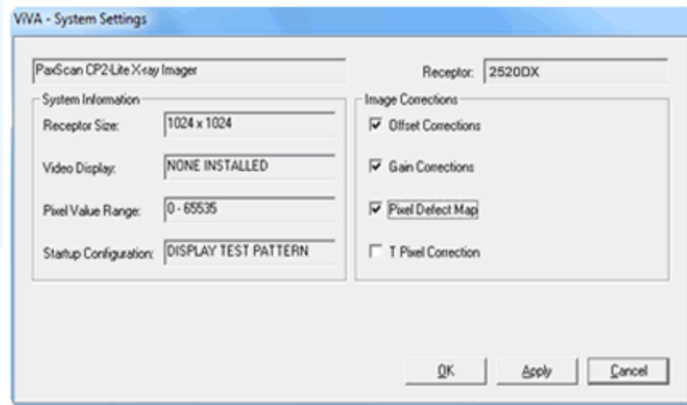 ViVA - System Settings
PaxScan CP2-Lite X-ray Imager
Receptor: 2520DX
System Information
Receptor Size: 1024 x 1024
Video Display: NONE INSTALLED
Pixel Value Range: 0 - 65535
Startup Configuration: DISPLAY TEST PATTERN
Image Corrections
Offset Corrections
Gain Corrections
Pixel Defect Map
T Pixel Correction
OK Apply Cancel